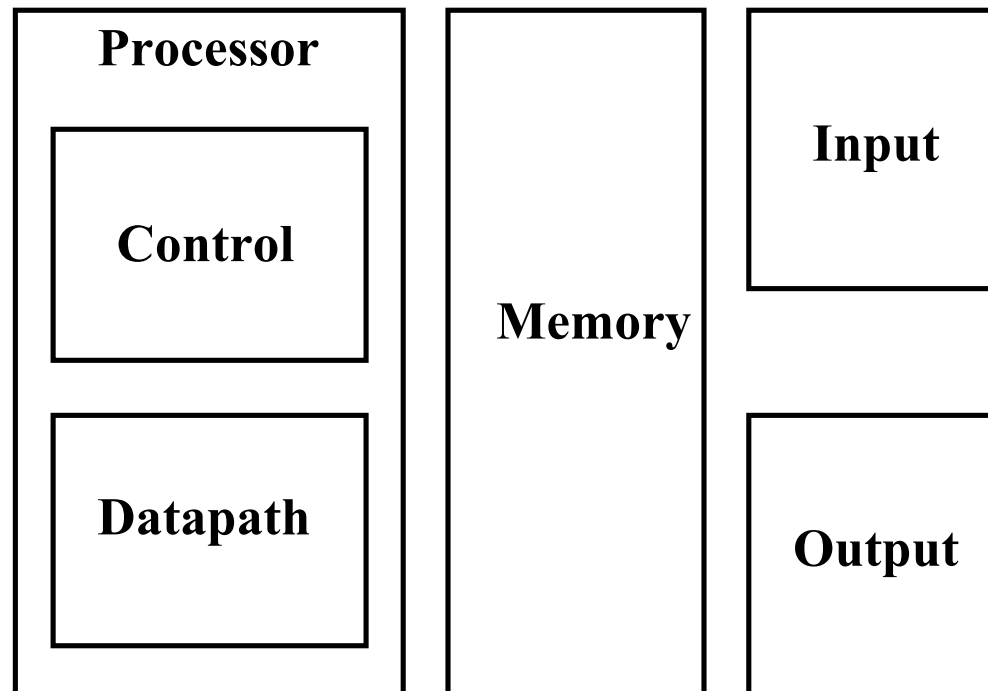 Processor
Control
Datapath
Memory
Input
Output